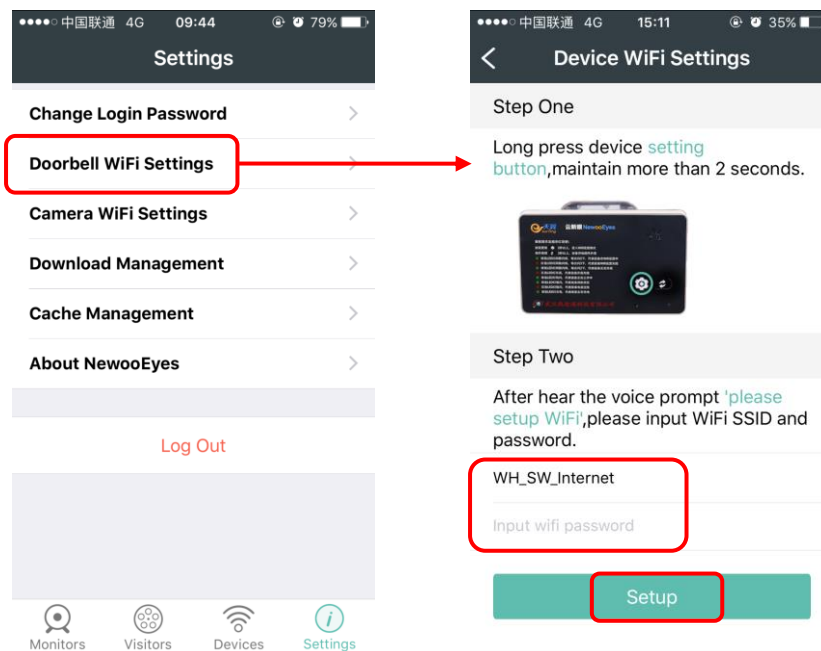 中国联通 4G 09:44 79%
Settings
Change Login Password
Doorbell WiFi Settings
Camera WiFi Settings
Download Management
Cache Management
About NewooEyes
Log Out
Monitors Visitors Devices Settings
中国联通 4G 15:11 35%
Device WiFi Settings
Step One
Long press device setting
button,maintain more than 2 seconds.
NewooEyes
Step Two
After hear the voice prompt 'please
setup WiFi',please input WiFi SSID and
password.
WH_SW_Internet
Input wifi password
Setup